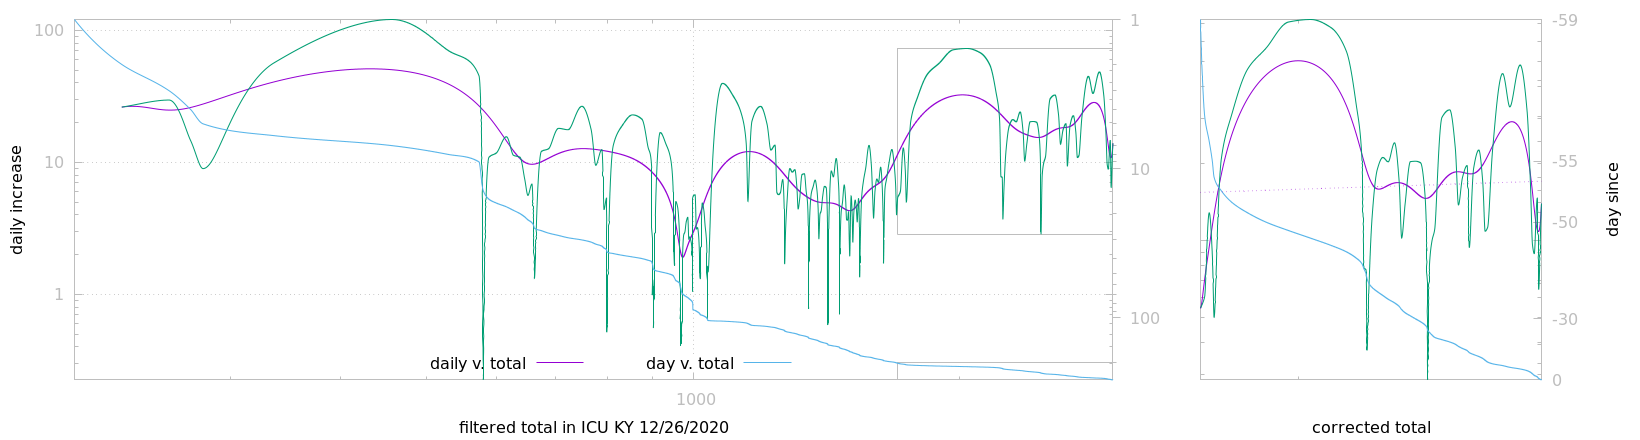 100
10
1
daily increase
daily v. total
day v. total
1000
filtered total in ICU KY 12/26/2020
1
10
100
-59
-55
-50
-30
0
day since
corrected total